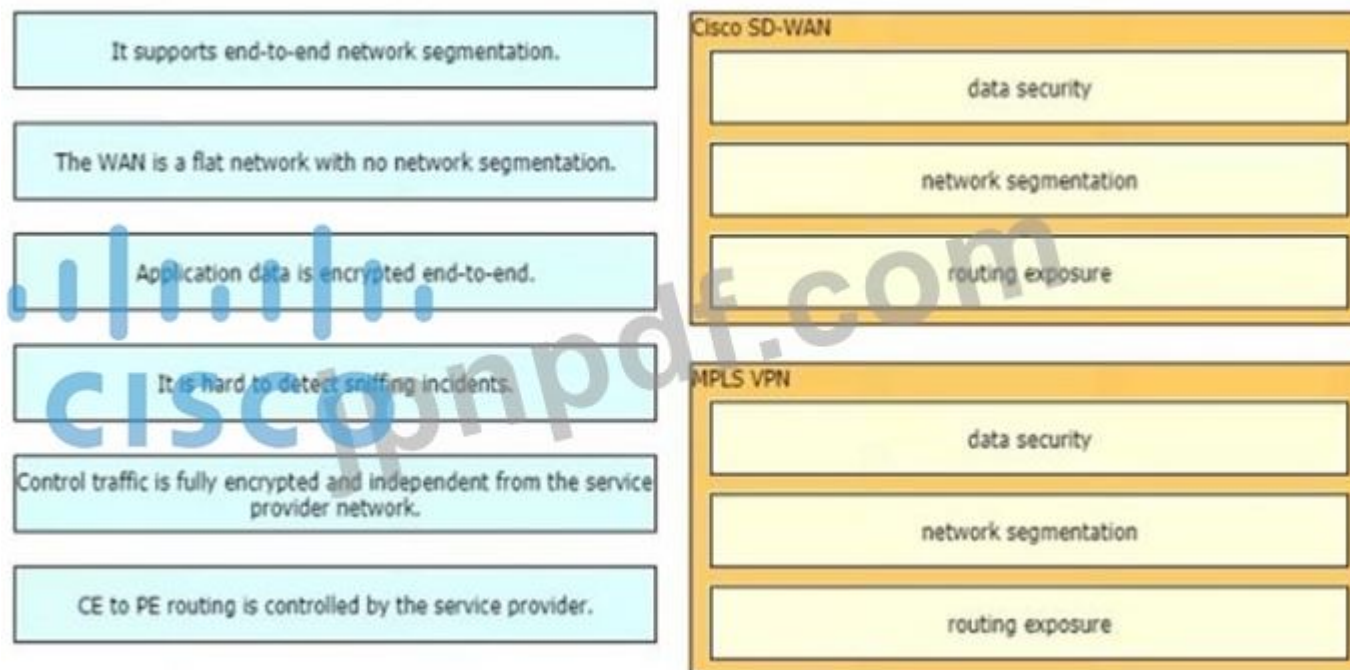 It supports end-to-end network segmentation.
The WAN is a flat network with no network segmentation.
Application data is encrypted end-to-end.
It is hard to detect sniffing incidents.
Control traffic is fully encrypted and independent from the service
provider network.
CE to PE routing is controlled by the service provider.
Cisco SD-WAN
data security
network segmentation
routing exposure
MPLS VPN
data security
network segmentation
routing exposure
CISCO
jpnpdf.com